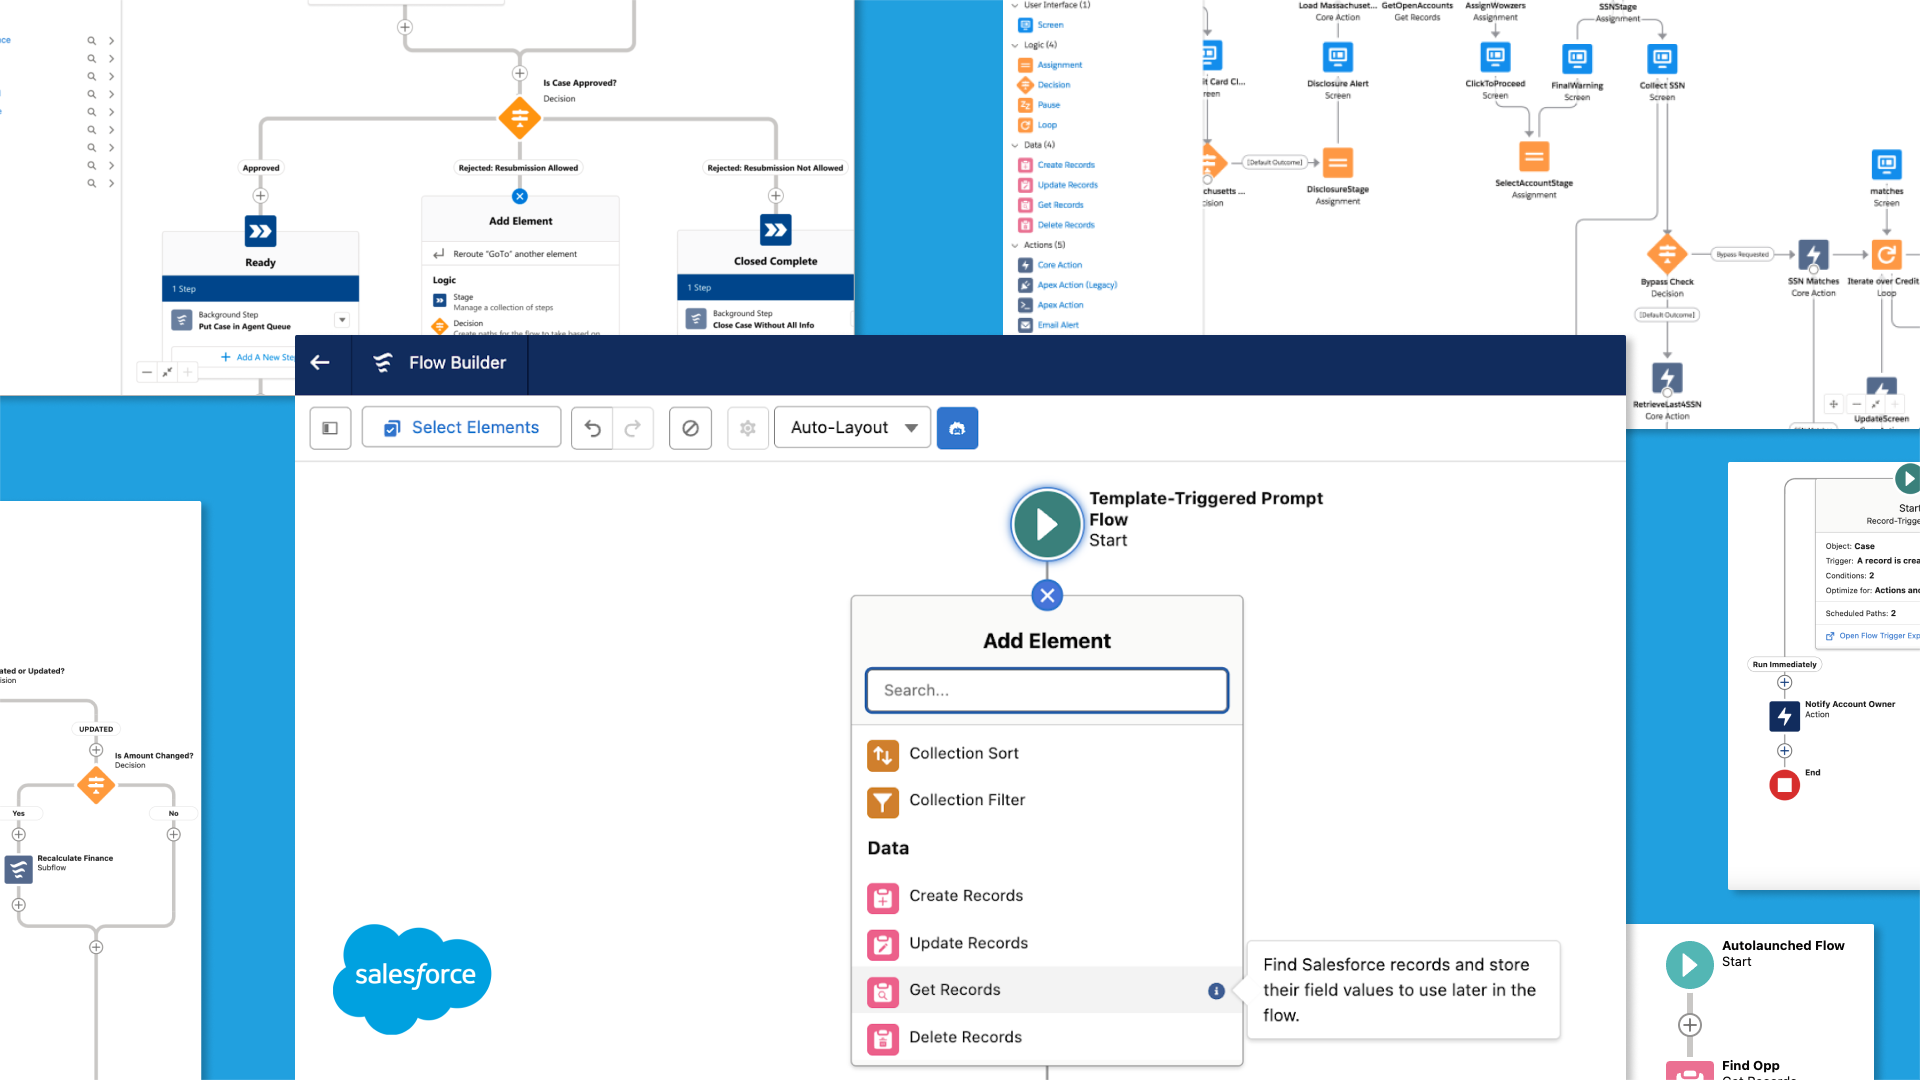 Is Case Approved?
Decision
Approved
Rejected: Resubmission Allowed
Rejected: Resubmission Not Allowed
Ready
1 Step
Background Step
Put Case in Agent Queue
Add A New Step
Add Element
Reroute "GoTo" another element
Logic
Stage
Manage a collection of steps
Decision
Create paths for the flow to take based on
Closed Complete
1 Step
Background Step
Close Case Without All Info
User Interface (1)
Screen
Logic (4)
Assignment
Decision
Pause
Loop
Data (4)
Create Records
Update Records
Get Records
Delete Records
Actions (5)
Core Action
Apex Action (Legacy)
Apex Action
Email Alert
Load Massachuset...
Core Action
GetOpenAccounts
Get Records
AssignWowzers
Assignment
SSNStage
Assignment
it Card Cl...
reen
Disclosure Alert
Screen
ClickToProceed
Screen
FinalWarning
Screen
Collect SSN
Screen
[Default Outcome]
chusetts ...
cision
DisclosureStage
Assignment
SelectAccountStage
Assignment
matches
Screen
Bypass Requested
Bypass Check
Decision
SSN Matches
Core Action
Iterate over Credit
Loop
[Default Outcome]
RetrieveLast4SSN
Core Action
UpdateScreen
Flow Builder
Select Elements
Auto-Layout
Template-Triggered Prompt
Flow
Start
Add Element
Search...
Collection Sort
Collection Filter
Data
Create Records
Update Records
Get Records
Delete Records
Find Salesforce records and store
their field values to use later in the
flow.
salesforce
ated or Updated?
ision
UPDATED
Is Amount Changed?
Decision
Yes
No
Recalculate Finance
Subflow
Start
Record-Trigge
Object: Case
Trigger: A record is crea
Conditions: 2
Optimize for: Actions and
Scheduled Paths: 2
Open Flow Trigger Exp
Run Immediately
Notify Account Owner
Action
End
Autolaunched Flow
Start
Find Opp